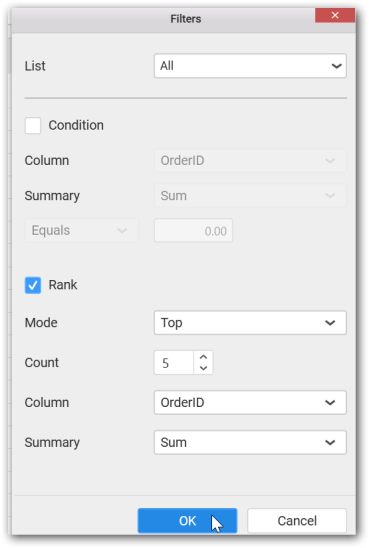 Filters
List All
Condition
Column OrderID
Summary Sum
Equals 0.00
Rank
Mode Top
Count 5
Column OrderID
Summary Sum
OK Cancel